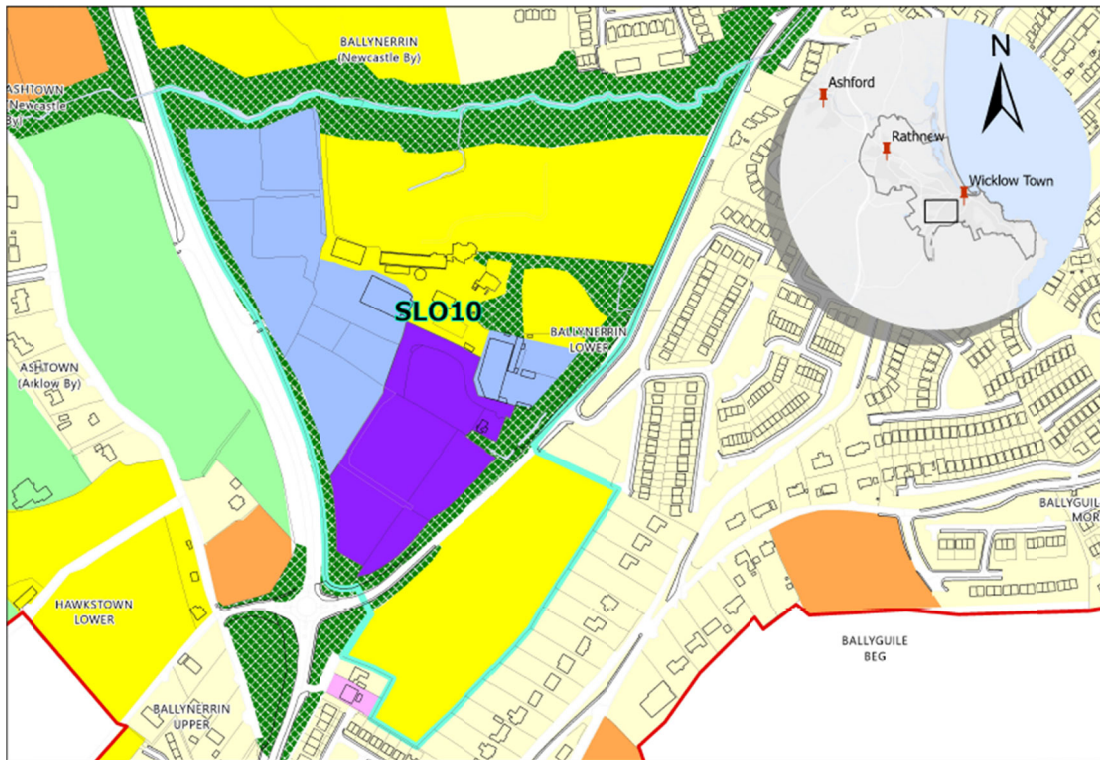 BALLYNERRIN
(Newcastle By)
N
ASHTOWN
(Newcastle
By)
Ashford
Rathnew
Wicklow Town
SLO10
BALLYNERRIN
LOWER
ASHTOWN
(Arklow By)
BALLYGUILE
MOR
HAWKSTOWN
LOWER
BALLYGUILE
BEG
BALLYNERRIN
UPPER